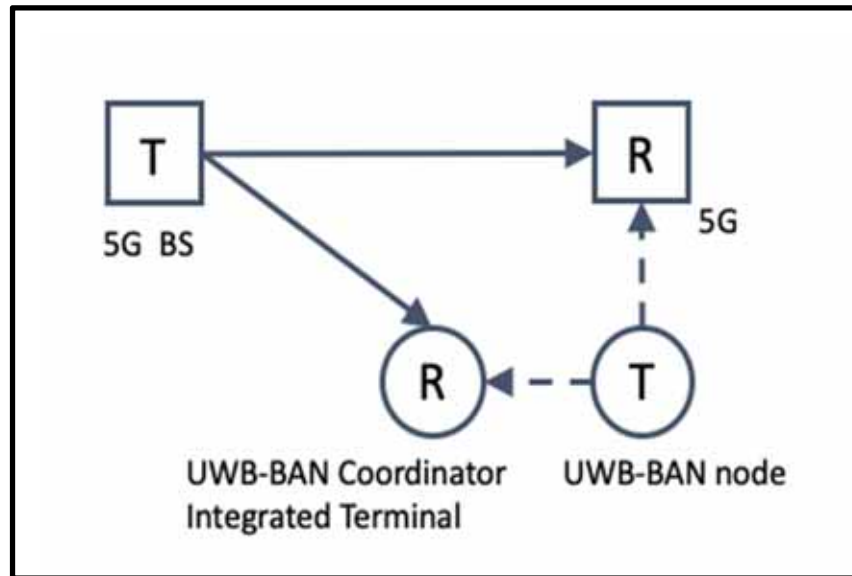 T
R
5G BS
5G
R
T
UWB-BAN Coordinator
Integrated Terminal
UWB-BAN node